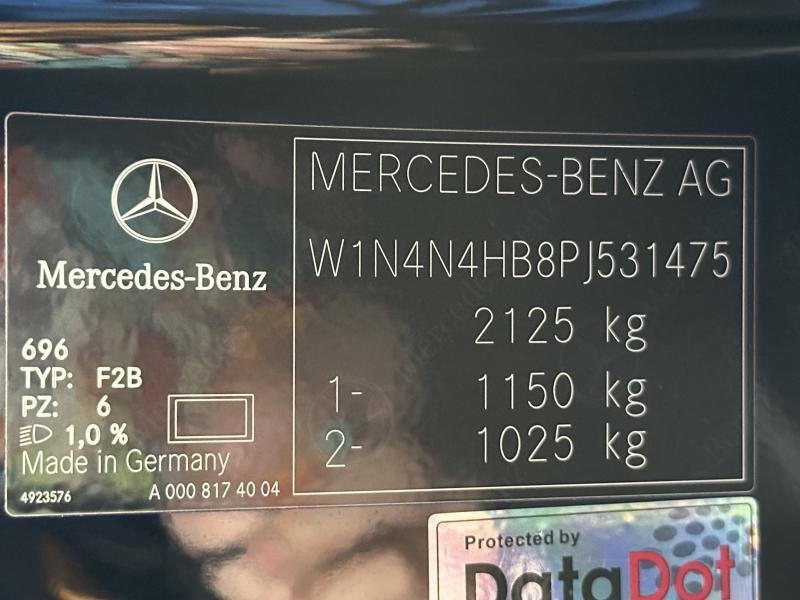 Mercedes-Benz
696
TYP: F2B
PZ: 6
1,0 %
Made in Germany
4923576 A 000 817 40 04
MERCEDES-BENZ AG
W1N4N4HB8PJ531475
2125 kg
1- 1150 kg
2- 1025 kg
Protected by
DataDot